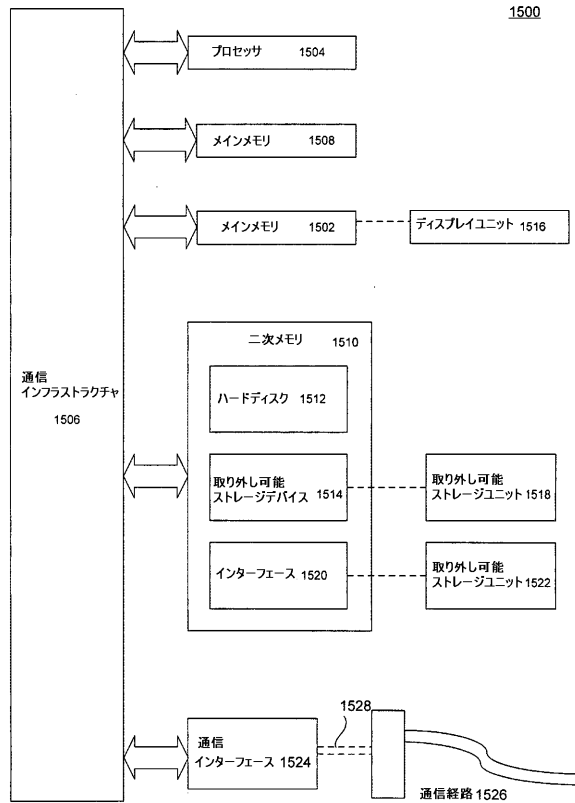 1500
プロセッサ 1504
メインメモリ 1508
メインメモリ 1502
ディスプレイユニット 1516
通信
インフラストラクチャ
1506
二次メモリ 1510
ハードディスク 1512
取り外し可能
ストレージデバイス 1514
取り外し可能
ストレージユニット 1518
インターフェース 1520
取り外し可能
ストレージユニット 1522
通信
インターフェース 1524
1528
通信経路 1526